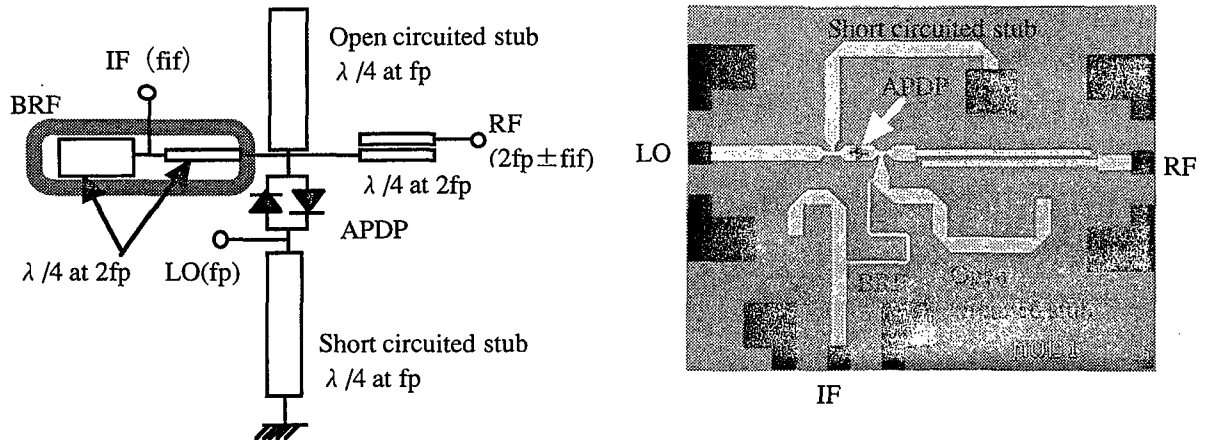 Open circuited stub
λ/4 at fp
IF (fif)
BRF
RF
(2fp±fif)
λ/4 at 2fp
APDP
λ/4 at 2fp
LO(fp)
Short circuited stub
λ/4 at fp
Short circuited stub
APDP
LO
RF
BRF
Open
IF